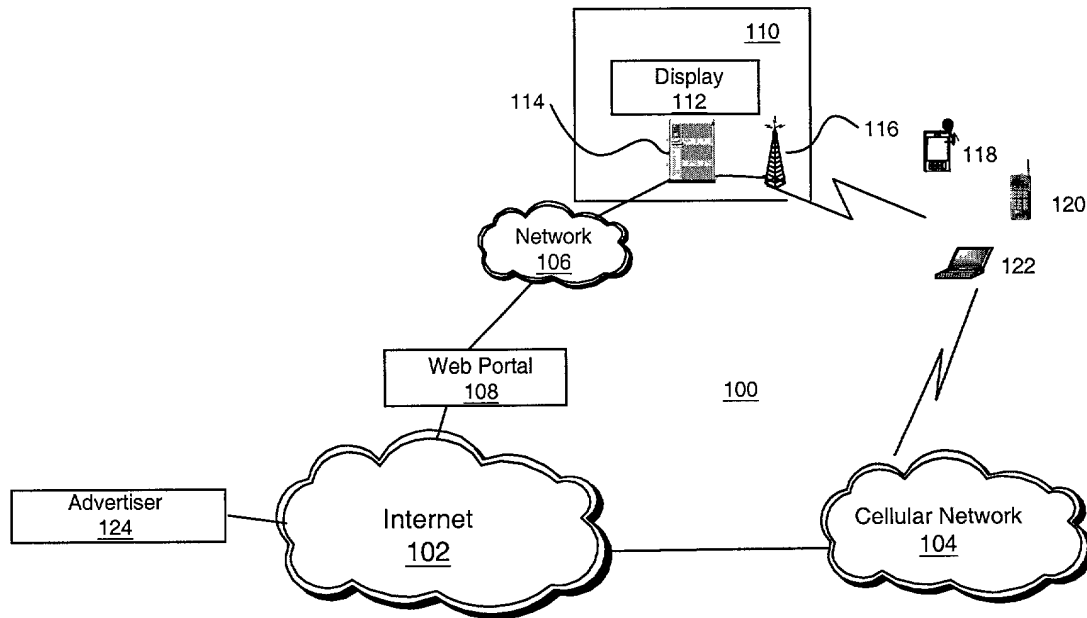 110
Display
112
114
116
118
120
Network
106
122
Web Portal
108
100
Advertiser
124
Internet
102
Cellular Network
104